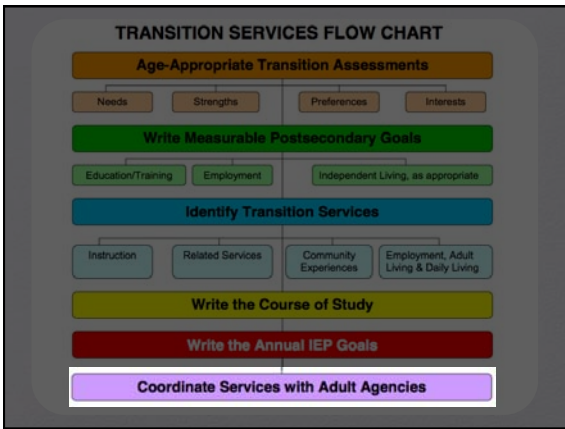 TRANSITION SERVICES FLOW CHART
Age-Appropriate Transition Assessments
Needs
Strengths
Preferences
Interests
Write Measurable Postsecondary Goals
Education/Training
Employment
Independent Living, as appropriate
Identify Transition Services
Instruction
Related Services
Community
Experiences
Employment, Adult
Living & Daily Living
Write the Course of Study
Write the Annual IEP Goals
Coordinate Services with Adult Agencies